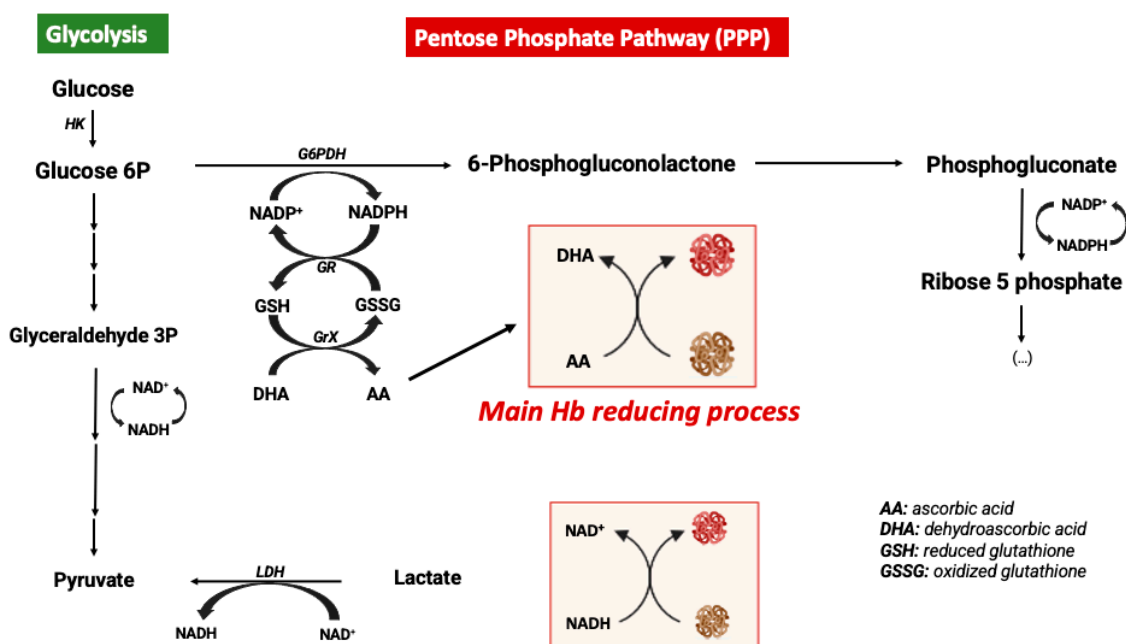 Glycolysis
Pentose Phosphate Pathway (PPP)
Glucose
HK
Glucose 6P
G6PDH
6-Phosphogluconolactone
Phosphogluconate
NADP⁺
NADPH
NADP⁺
NADPH
GR
DHA
AA
Ribose 5 phosphate
GSH
GSSG
Glyceraldehyde 3P
GrX
(...)
DHA
AA
NAD⁺
NADH
Main Hb reducing process
AA: ascorbic acid
DHA: dehydroascorbic acid
GSH: reduced glutathione
GSSG: oxidized glutathione
NAD⁺
NADH
Pyruvate
LDH
Lactate
NADH
NAD⁺